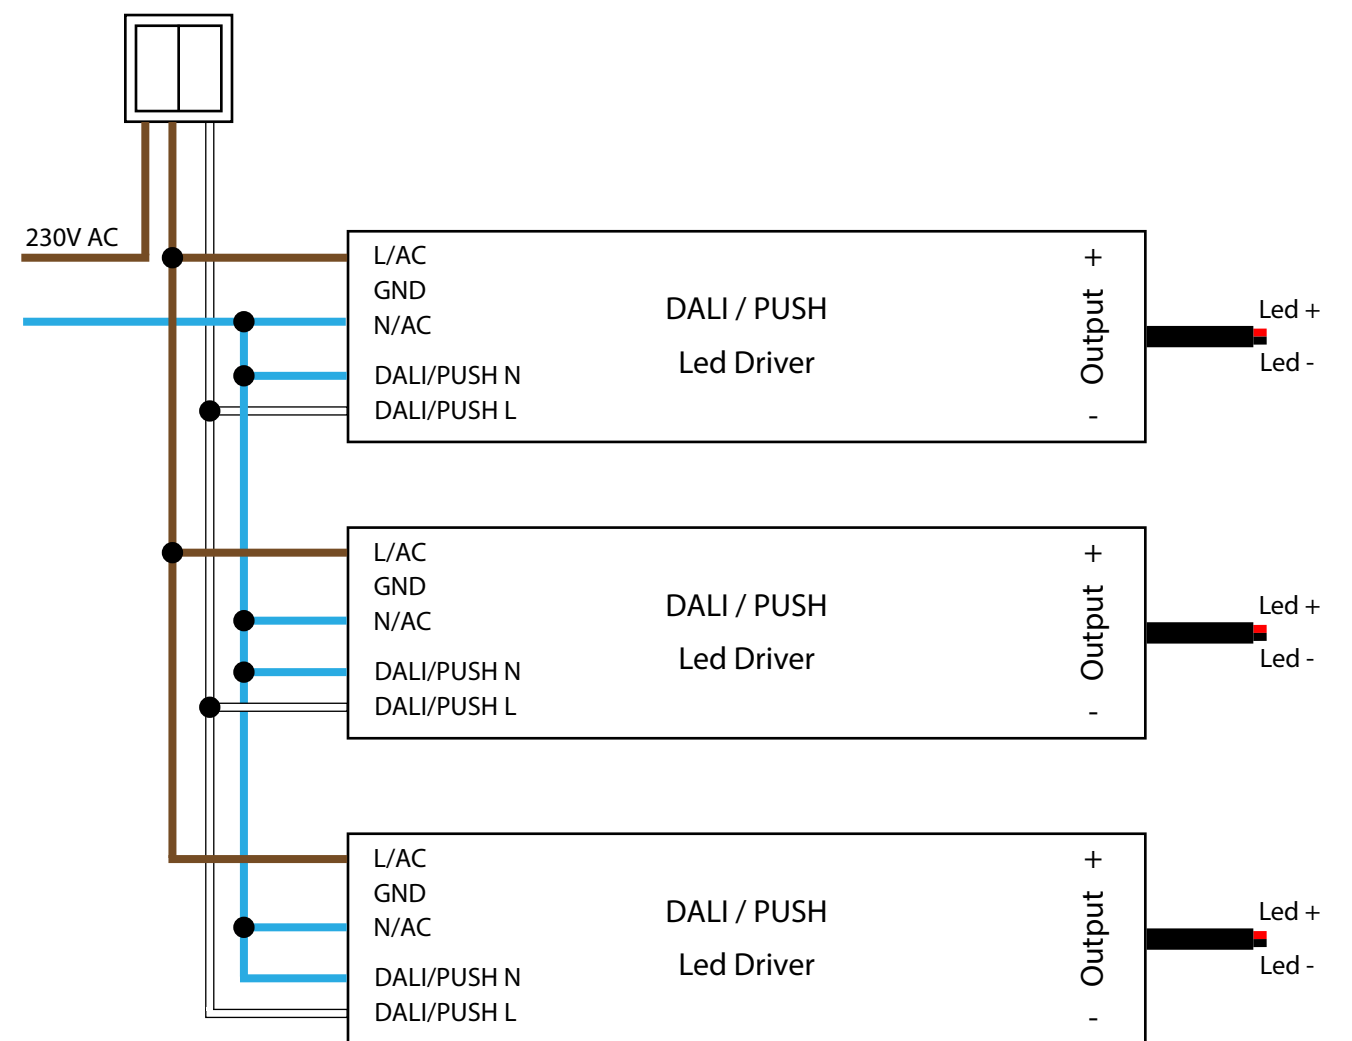 230V AC
L/AC
GND
N/AC
DALI/PUSH N
DALI/PUSH L
DALI / PUSH
Led Driver
+
Output
-
Led +
Led -
L/AC
GND
N/AC
DALI/PUSH N
DALI/PUSH L
DALI / PUSH
Led Driver
+
Output
-
Led +
Led -
L/AC
GND
N/AC
DALI/PUSH N
DALI/PUSH L
DALI / PUSH
Led Driver
+
Output
-
Led +
Led -